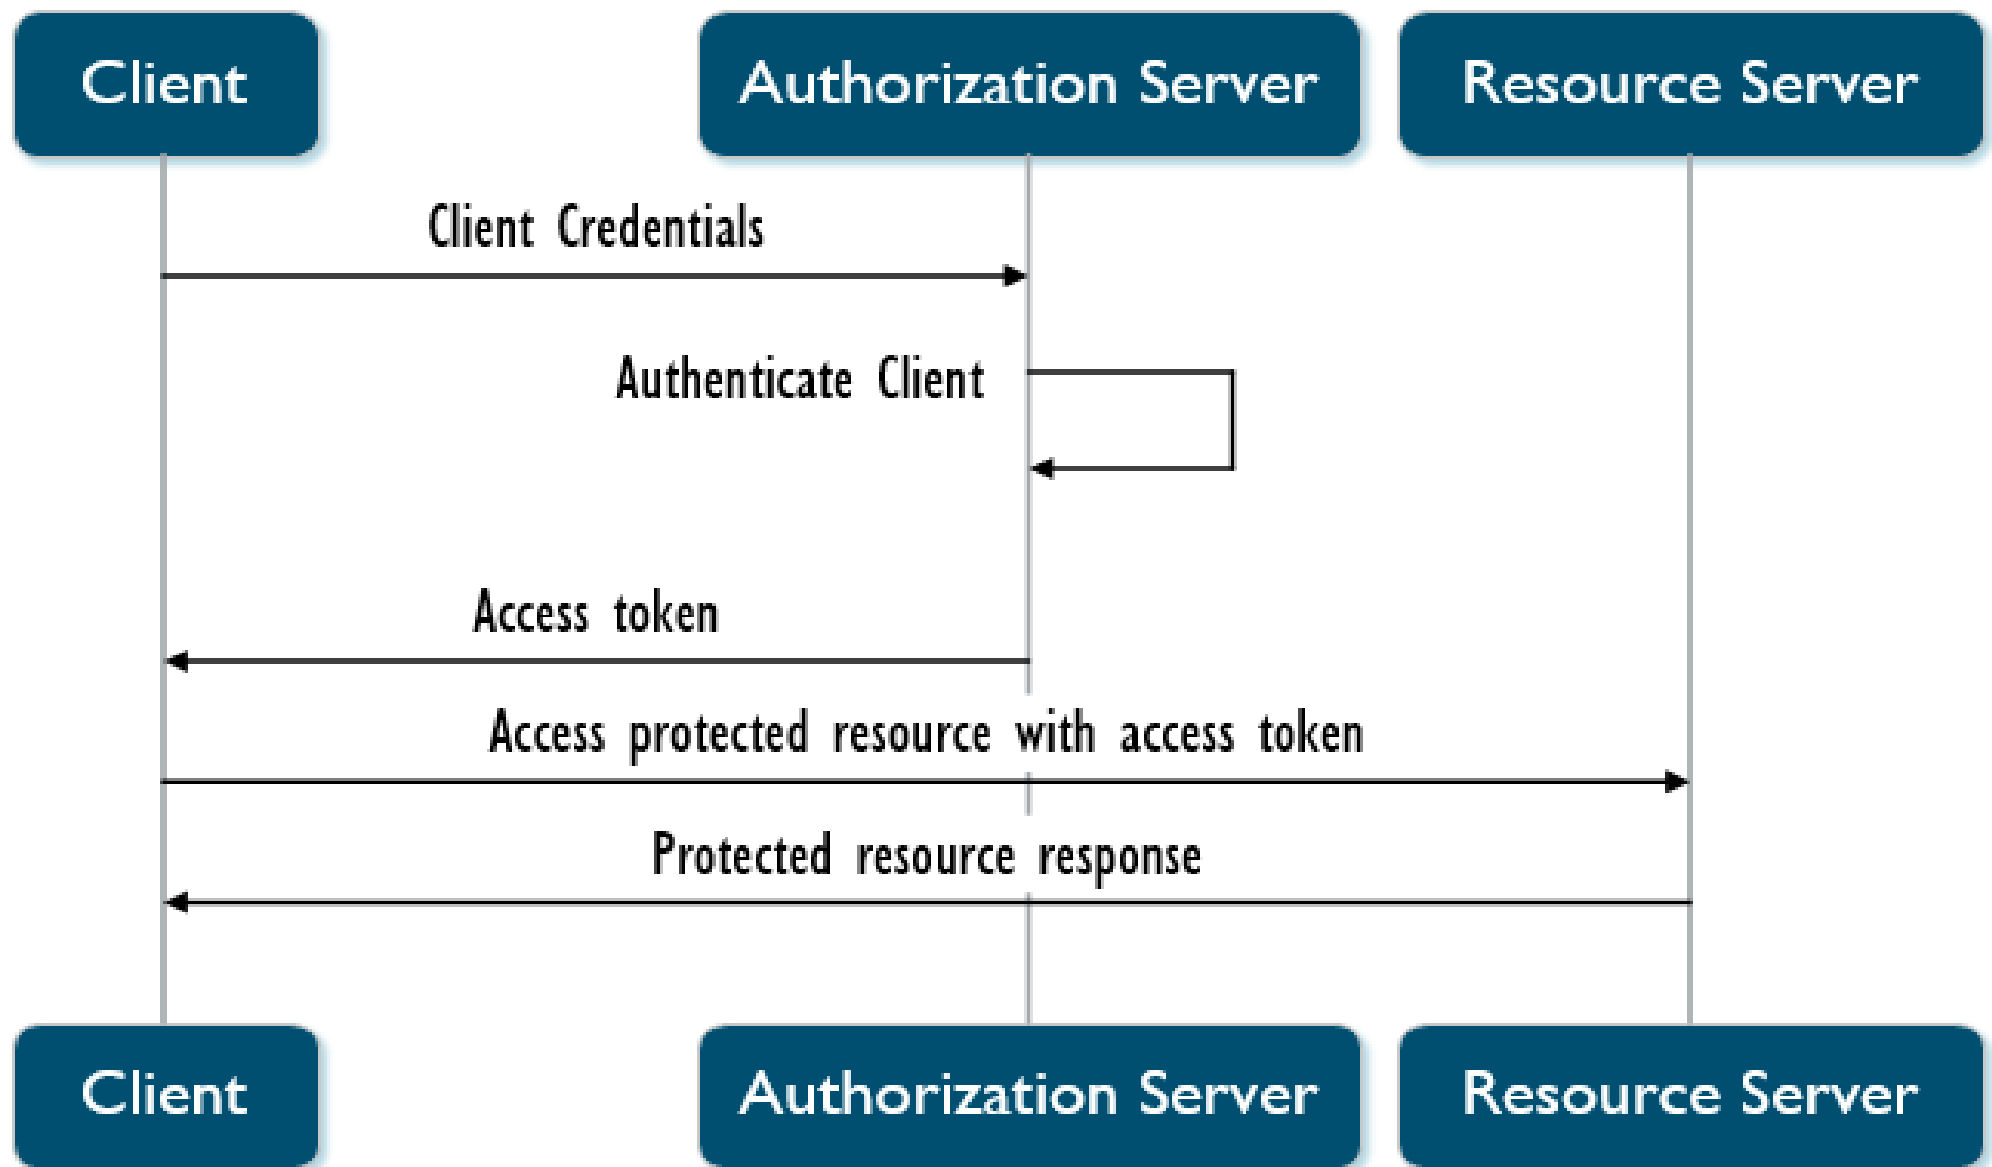 Client
Authorization Server
Resource Server
Client Credentials
Authenticate Client
Access token
Access protected resource with access token
Protected resource response
Client
Authorization Server
Resource Server